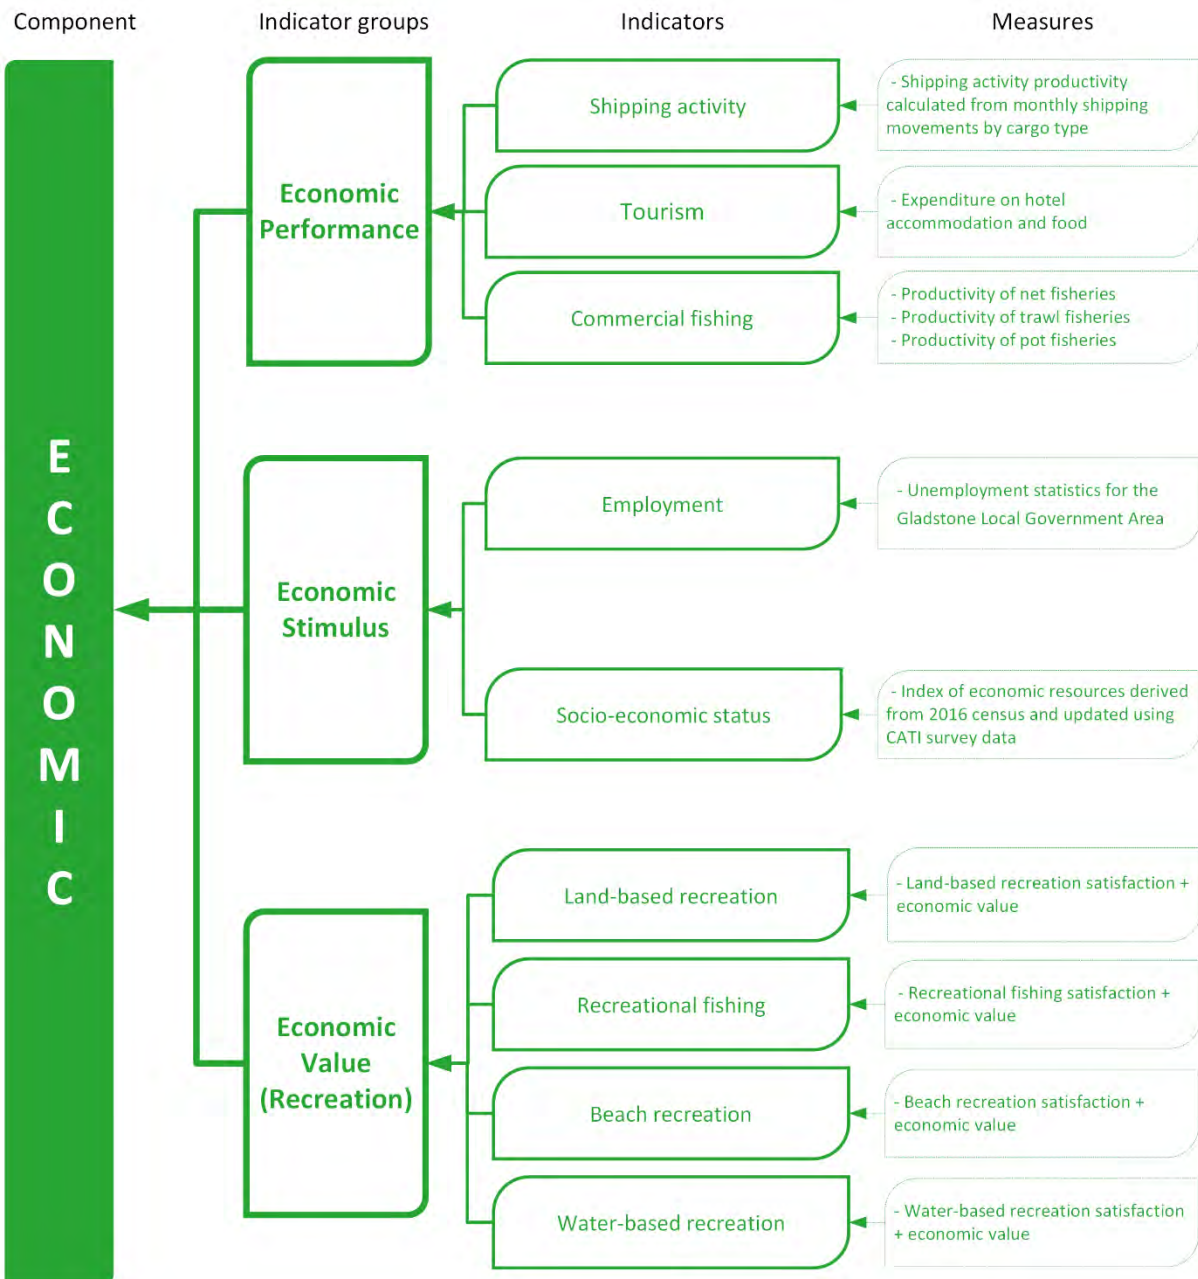 Component
Indicator groups
Indicators
Measures
ECONOMIC
Economic
Performance
Shipping activity
- Shipping activity productivity
calculated from monthly shipping
movements by cargo type
Tourism
- Expenditure on hotel
accommodation and food
Commercial fishing
- Productivity of net fisheries
- Productivity of trawl fisheries
- Productivity of pot fisheries
Economic
Stimulus
Employment
- Unemployment statistics for the
Gladstone Local Government Area
Socio-economic status
- Index of economic resources derived
from 2016 census and updated using
CATI survey data
Economic
Value
(Recreation)
Land-based recreation
- Land-based recreation satisfaction +
economic value
Recreational fishing
- Recreational fishing satisfaction +
economic value
Beach recreation
- Beach recreation satisfaction +
economic value
Water-based recreation
- Water-based recreation satisfaction
+ economic value